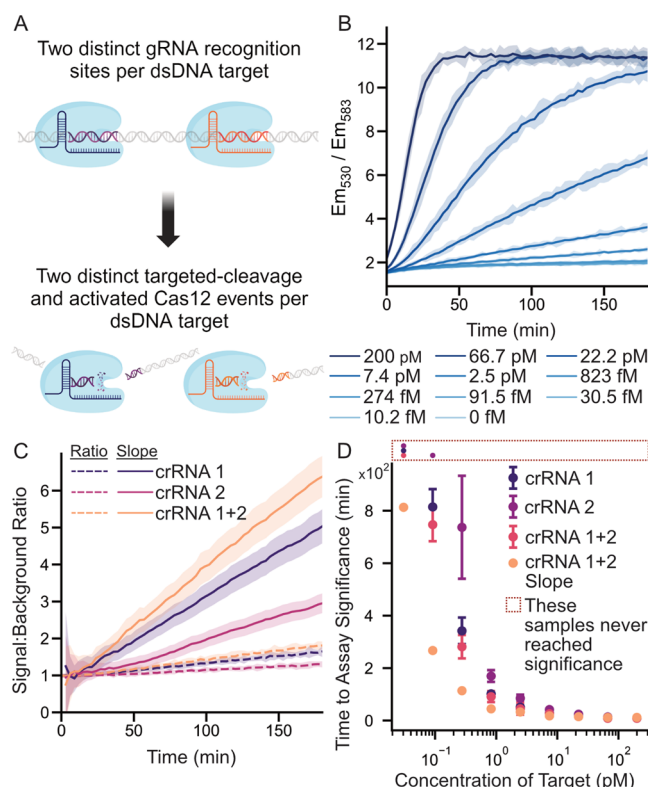 A
Two distinct gRNA recognition
sites per dsDNA target
Two distinct targeted-cleavage
and activated Cas12 events per
dsDNA target
B
Em530 / Em583
12
10
8
6
4
2
0
50
100
150
Time (min)
200 pM
66.7 pM
22.2 pM
7.4 pM
2.5 pM
823 fM
274 fM
91.5 fM
30.5 fM
10.2 fM
0 fM
C
Ratio Slope
crRNA 1
crRNA 2
crRNA 1+2
Signal:Background Ratio
6
5
4
3
2
1
0
0
50
100
150
Time (min)
D
Time to Assay Significance (min)
×10²
8
6
4
2
0
crRNA 1
crRNA 2
crRNA 1+2
crRNA 1+2
Slope
These
samples never
reached
significance
10⁻¹
10⁰
10¹
10²
Concentration of Target (pM)